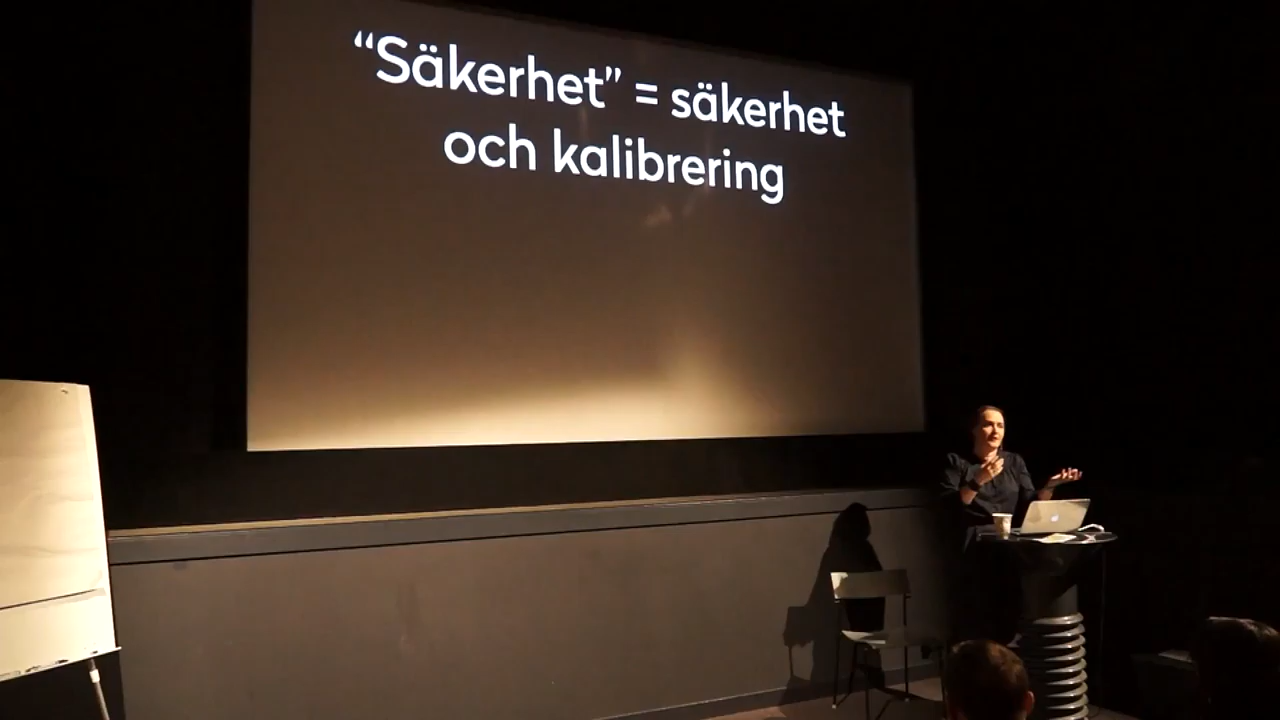 “Säkerhet” = säkerhet
och kalibrering